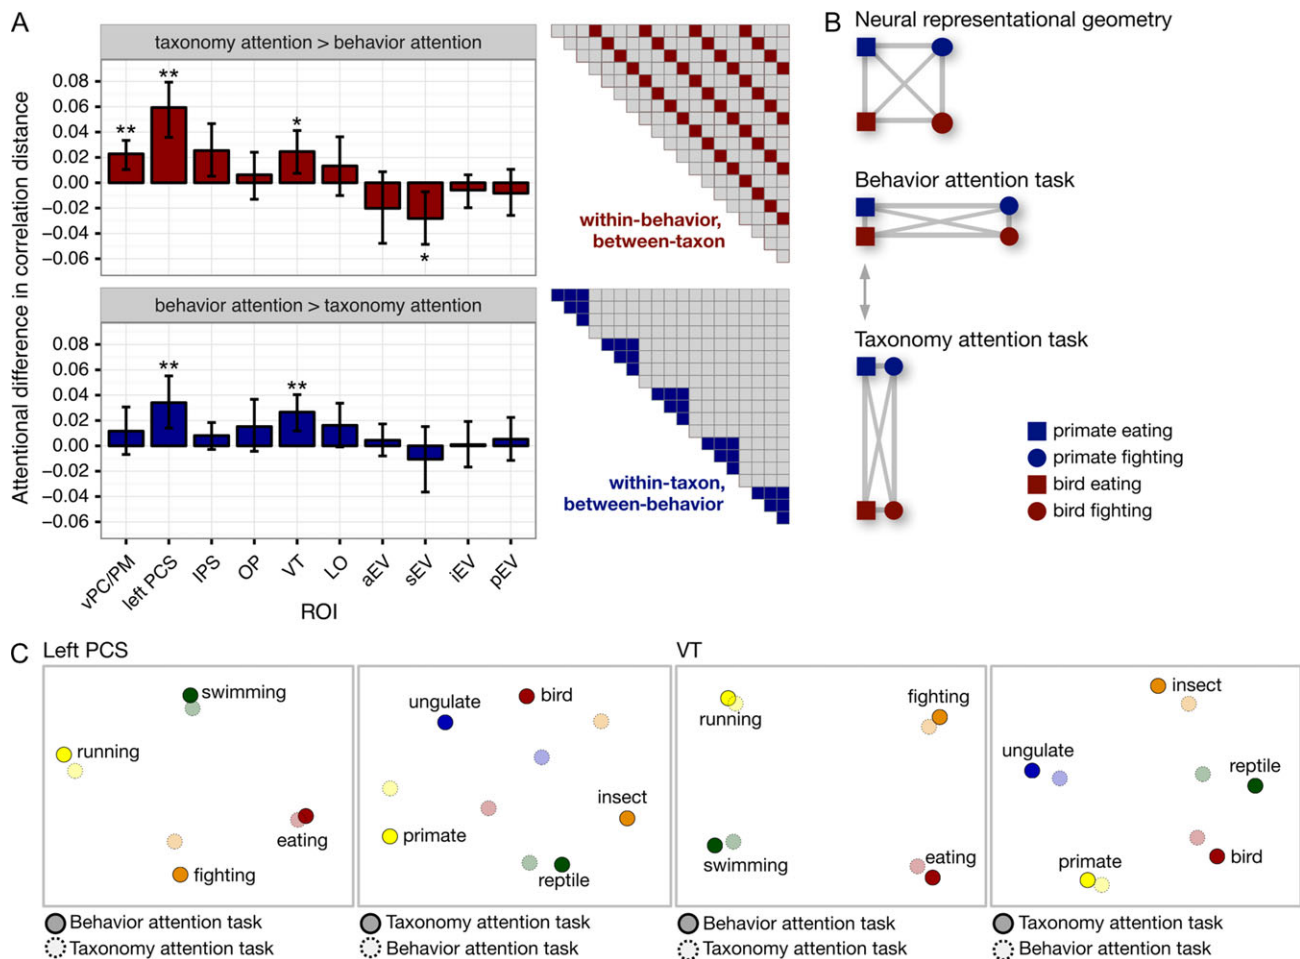 A
taxonomy attention > behavior attention
0.08
0.06
0.04
0.02
0.00
−0.02
−0.04
−0.06
**
**
*
*
within-behavior,
between-taxon
behavior attention > taxonomy attention
0.08
0.06
0.04
0.02
0.00
−0.02
−0.04
−0.06
**
**
within-taxon,
between-behavior
Attentional difference in correlation distance
vPC/PM
left PCS
IPS
OP
VT
LO
aEV
sEV
iEV
pEV
ROI
B
Neural representational geometry
Behavior attention task
Taxonomy attention task
primate eating
primate fighting
bird eating
bird fighting
C
Left PCS
swimming
running
eating
fighting
Behavior attention task
Taxonomy attention task
ungulate
bird
insect
primate
reptile
Taxonomy attention task
Behavior attention task
VT
running
fighting
swimming
eating
Behavior attention task
Taxonomy attention task
insect
ungulate
reptile
primate
bird
Taxonomy attention task
Behavior attention task